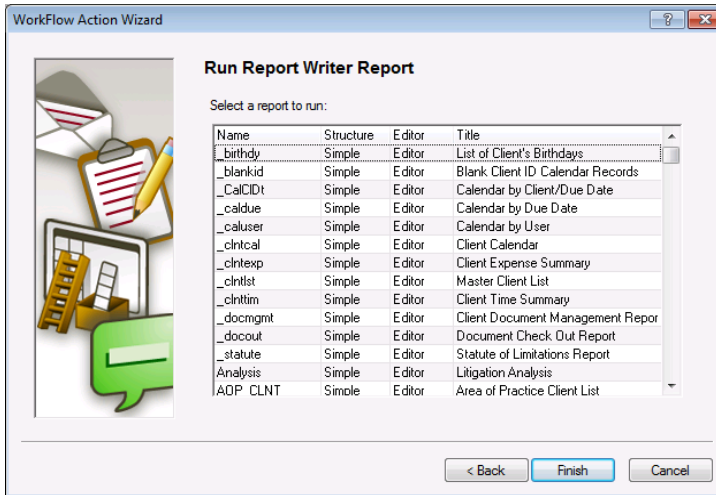 WorkFlow Action Wizard
Run Report Writer Report
Select a report to run:
Name Structure Editor Title
_birthdy Simple Editor List of Client's Birthdays
_blankid Simple Editor Blank Client ID Calendar Records
_CalClDt Simple Editor Calendar by Client/Due Date
_caldue Simple Editor Calendar by Due Date
_caluser Simple Editor Calendar by User
_clntcal Simple Editor Client Calendar
_clntexp Simple Editor Client Expense Summary
_clntlst Simple Editor Master Client List
_clnttim Simple Editor Client Time Summary
_docmgmt Simple Editor Client Document Management Repor
_docout Simple Editor Document Check Out Report
_statute Simple Editor Statute of Limitations Report
Analysis Simple Editor Litigation Analysis
AOP_CLNT Simple Editor Area of Practice Client List
< Back Finish Cancel